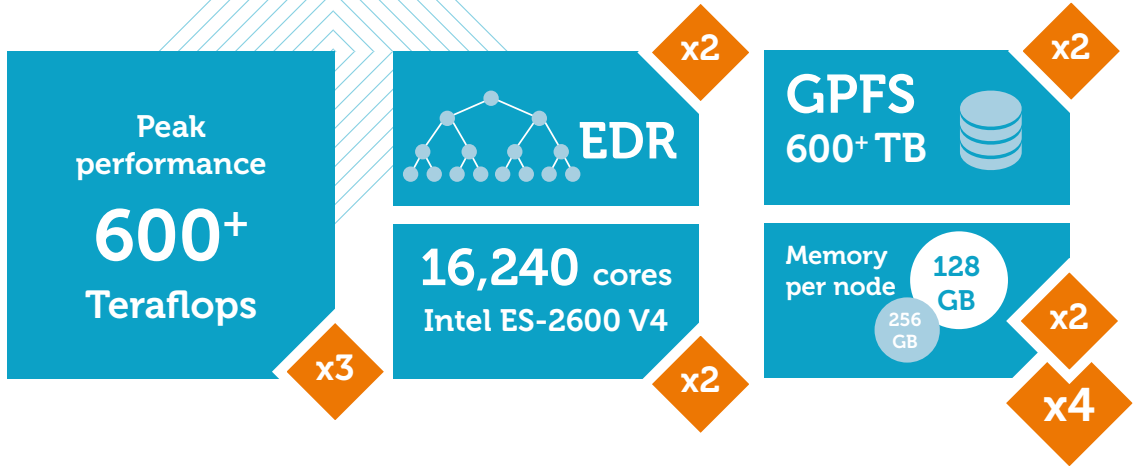 Peak
performance
600+
Teraflops
x3
x2
EDR
16,240 cores
Intel ES-2600 V4
x2
x2
GPFS
600+ TB
Memory
per node
128
GB
256
GB
x2
x4